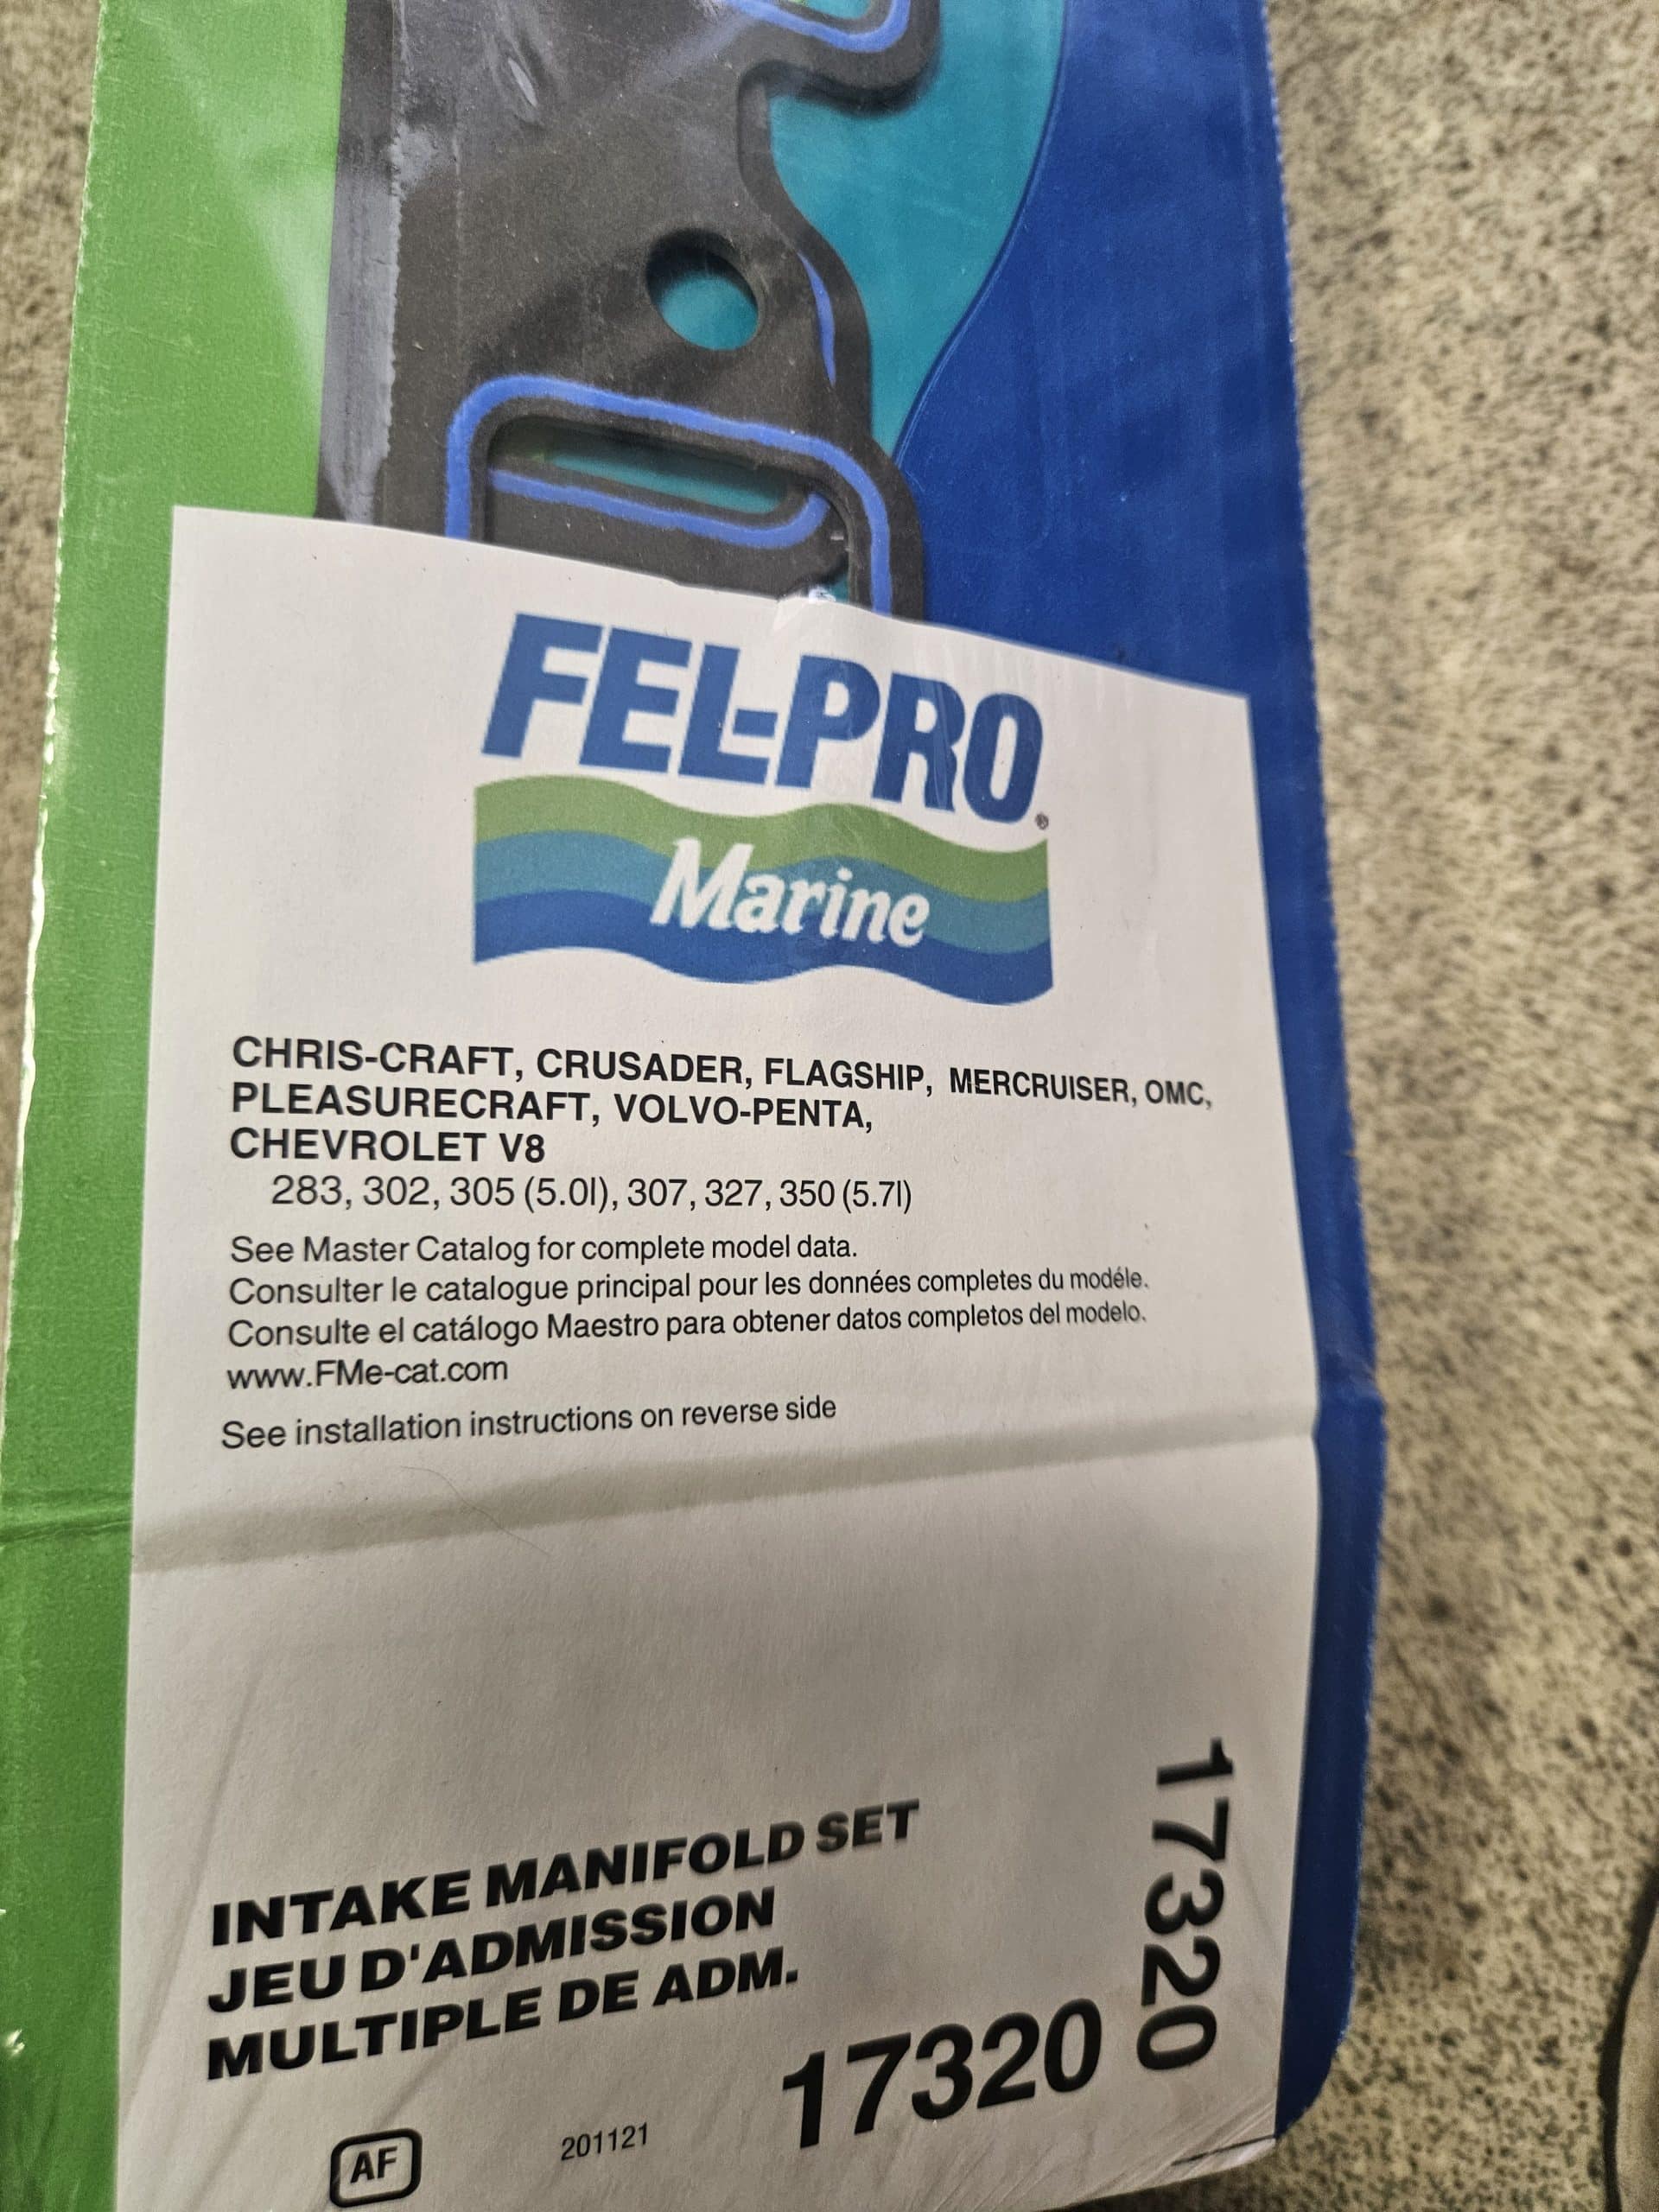 FEL-PRO®
Marine
CHRIS-CRAFT, CRUSADER, FLAGSHIP, MERCRUISER, OMC,
PLEASURECRAFT, VOLVO-PENTA,
CHEVROLET V8
283, 302, 305 (5.0l), 307, 327, 350 (5.7l)
See Master Catalog for complete model data.
Consulter le catalogue principal pour les données completes du modéle.
Consulte el catálogo Maestro para obtener datos completos del modelo.
www.FMe-cat.com
See installation instructions on reverse side
INTAKE MANIFOLD SET
JEU D'ADMISSION
MULTIPLE DE ADM.
17320
17320
AF
201121